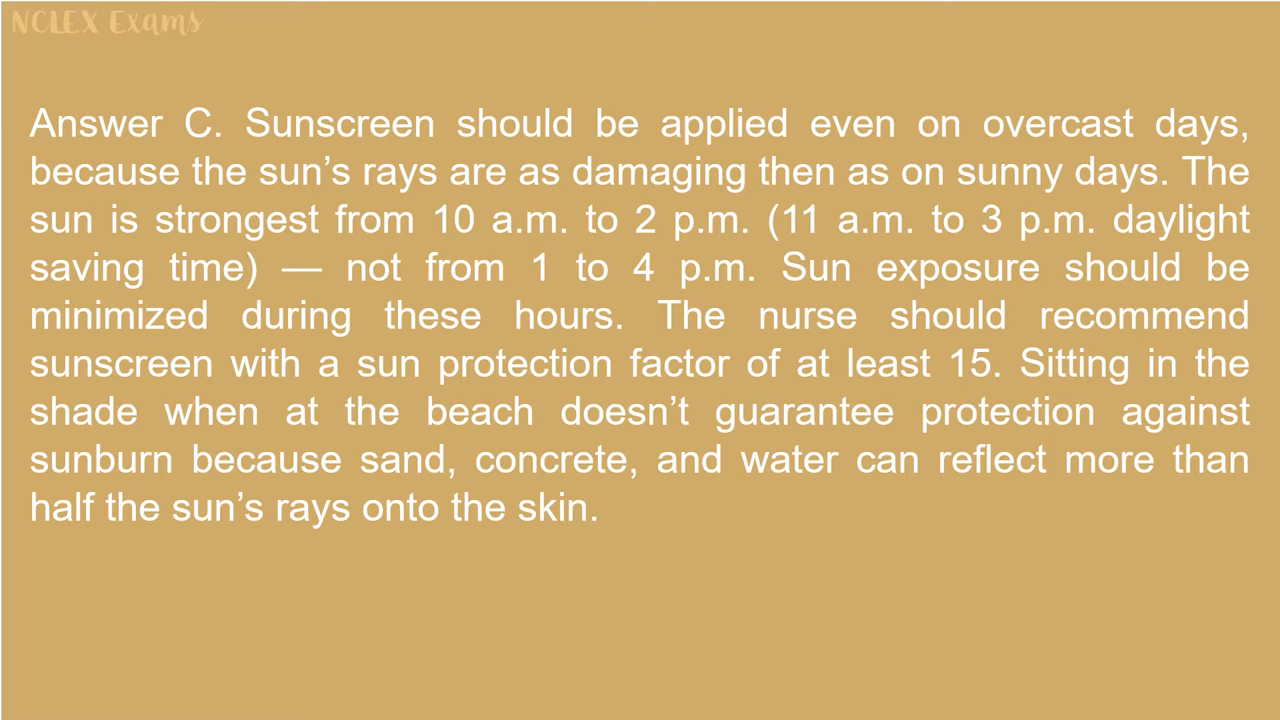 NCLEX Exams
Answer C. Sunscreen should be applied even on overcast days,
because the sun’s rays are as damaging then as on sunny days. The
sun is strongest from 10 a.m. to 2 p.m. (11 a.m. to 3 p.m. daylight
saving time) — not from 1 to 4 p.m. Sun exposure should be
minimized during these hours. The nurse should recommend
sunscreen with a sun protection factor of at least 15. Sitting in the
shade when at the beach doesn’t guarantee protection against
sunburn because sand, concrete, and water can reflect more than
half the sun’s rays onto the skin.